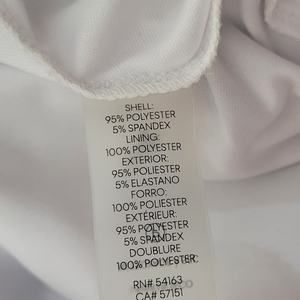 SHELL:
95% POLYESTER
5% SPANDEX
LINING:
100% POLYESTER
EXTERIOR:
95% POLIESTER
5% ELASTANO
FORRO:
100% POLIESTER
EXTÉRIEUR:
95% POLYESTER
5% SPANDEX
DOUBLURE
100% POLYESTER:
RN# 54163
CA# 57151